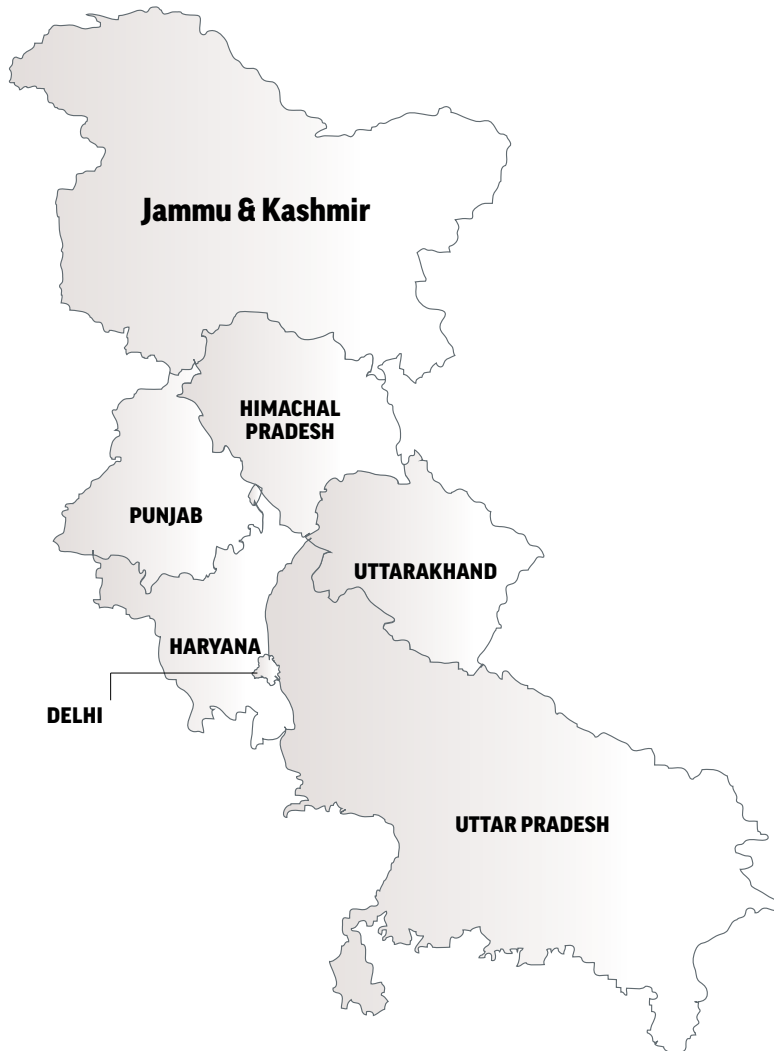 Jammu & Kashmir
HIMACHAL
PRADESH
PUNJAB
UTTARAKHAND
HARYANA
DELHI
UTTAR PRADESH